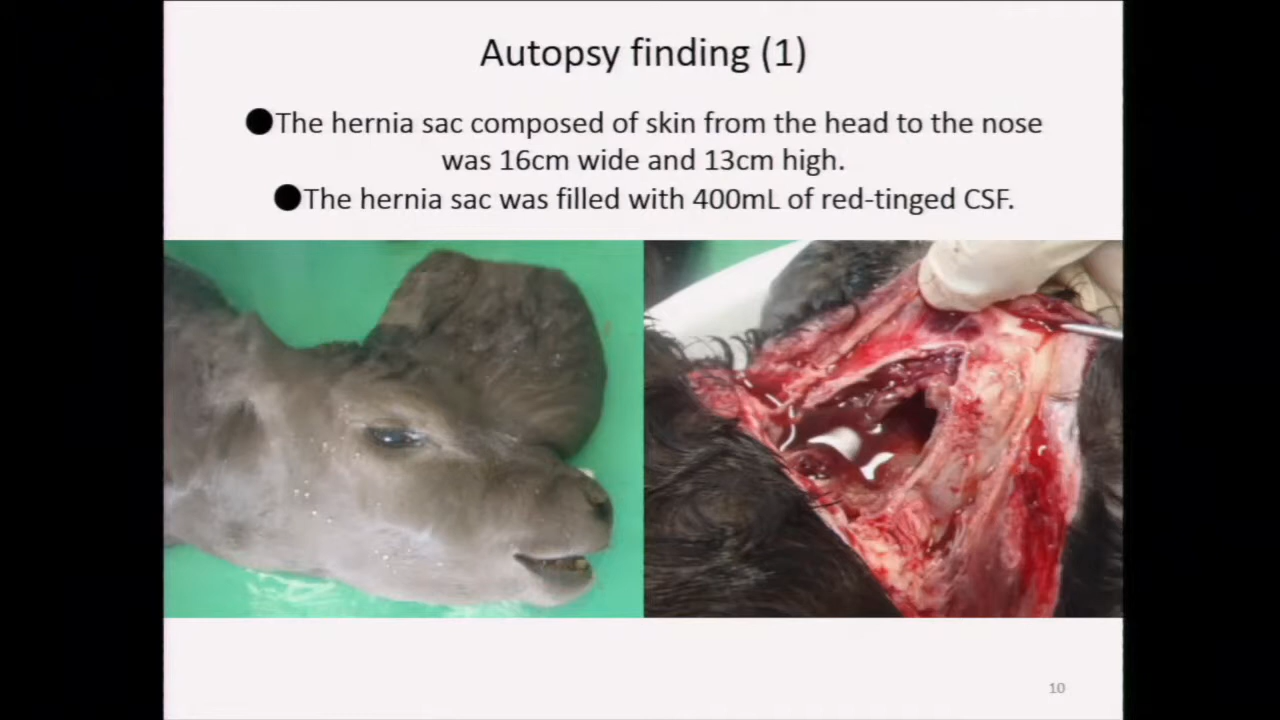 Autopsy finding (1)
●The hernia sac composed of skin from the head to the nose
was 16cm wide and 13cm high.
●The hernia sac was filled with 400mL of red-tinged CSF.
10